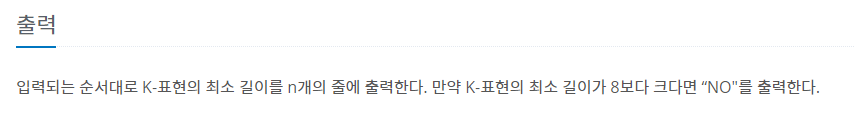 출력
입력되는 순서대로 K-표현의 최소 길이를 n개의 줄에 출력한다. 만약 K-표현의 최소 길이가 8보다 크다면 “NO"를 출력한다.